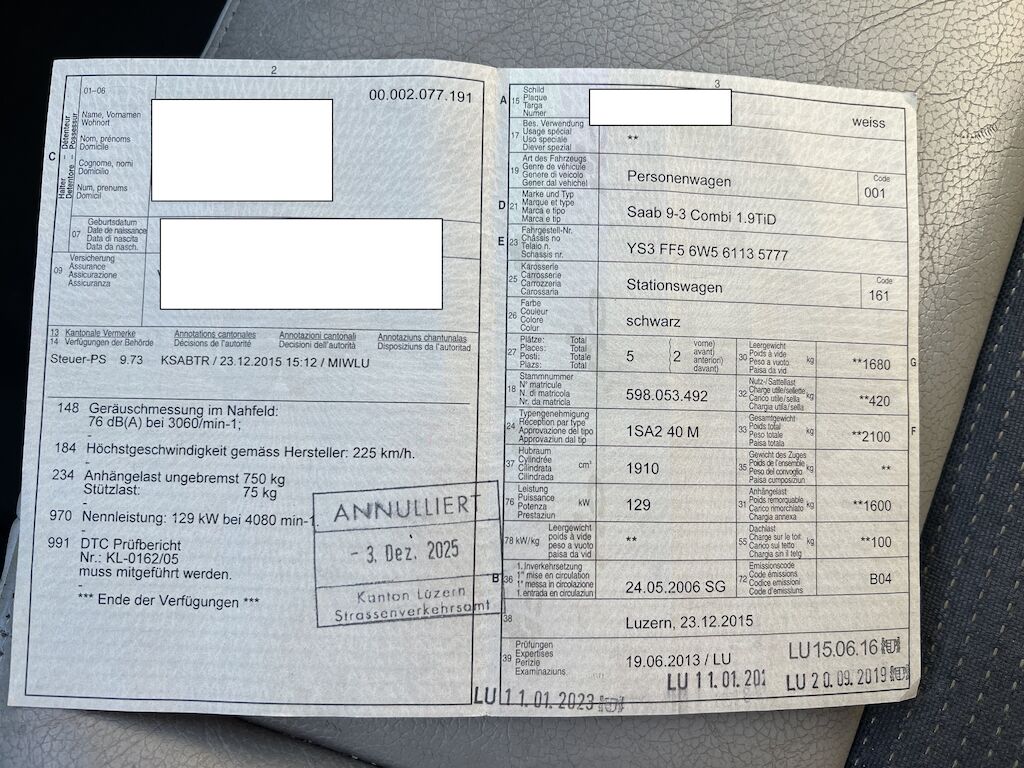 2
01–06
00.002.077.191
C
Halter Détenteur
Detentore Possessur
Name, Vornamen
Wohnort
Nom, prénoms
Domicile
Cognome, nomi
Domicilio
Num, prenums
Domicil
07
Geburtsdatum
Date de naissance
Data di nascita
Data da nasch.
09
Versicherung
Assurance
Assicurazione
Assicuranza
13 Kantonale Vermerke Annotations cantonales Annotazioni cantonali Annotaziuns chantunalas
14 Verfügungen der Behörde Décisions de l'autorité Decisioni dell'autorità Disposiziuns da l'autoritad
Steuer-PS 9.73 KSABTR / 23.12.2015 15:12 / MIWLU
148 Geräuschmessung im Nahfeld:
76 dB(A) bei 3060/min-1;
-
184 Höchstgeschwindigkeit gemäss Hersteller: 225 km/h.
-
234 Anhängelast ungebremst 750 kg
Stützlast: 75 kg
970 Nennleistung: 129 kW bei 4080 min-1.
991 DTC Prüfbericht
Nr.: KL-0162/05
muss mitgeführt werden.
-
*** Ende der Verfügungen ***
ANNULLIERT
- 3. Dez. 2025
Kanton Luzern
Strassenverkehrsamt
3
A 15
Schild
Plaque
Targa
Numer
weiss
17
Bes. Verwendung
Usage spécial
Uso speciale
Diever spezial
**
19
Art des Fahrzeugs
Genre de véhicule
Genere di veicolo
Gener dal vehichel
Personenwagen
Code
001
D 21
Marke und Typ
Marque et type
Marca e tipo
Marca e tip
Saab 9-3 Combi 1.9TiD
E 23
Fahrgestell-Nr.
Châssis no
Telaio n.
Schassis nr.
YS3 FF5 6W5 6113 5777
25
Karosserie
Carrosserie
Carrozzeria
Carossaria
Stationswagen
Code
161
26
Farbe
Couleur
Colore
Colur
schwarz
27
Plätze: Total
Places: Total
Posti: Totale
Plazs: Total
5
2
vorne)
avant)
anteriori)
davant)
30
Leergewicht
Poids à vide
Peso a vuoto
Paisa da vid
kg
**1680
G
18
Stammnummer
N° matricule
N. di matricola
Nr. da matricla
598.053.492
32
Nutz-/Sattellast
Charge utile/sellette
Carico utile/sella
Chargia utila/sella
kg
**420
24
Typengenehmigung
Réception par type
Approvazione del tipo
Approvaziun dal tip
1SA2 40 M
33
Gesamtgewicht
Poids total
Peso totale
Paisa totala
kg
**2100
F
37
Hubraum
Cylindrée
Cilindrata
Cilindrada
cm³
1910
35
Gewicht des Zuges
Poids de l'ensemble
Peso del convoglio
Paisa cumposiziun
kg
**
76
Leistung
Puissance
Potenza
Prestaziun
kW
129
31
Anhängelast
Poids remorquable
Carico rimorchiato
Chargia annexa
kg
**1600
78 kW/kg
Leergewicht
poids à vide
peso a vuoto
paisa da vid
**
55
Dachlast
Charge sur le toit
Carico sul tetto
Chargia sin il tetg
kg
**100
B 36
1. Inverkehrsetzung
1re mise en circulation
1a messa in circolazione
1. entrada en circulaziun
24.05.2006 SG
72
Emissionscode
Code émissions
Codice emissioni
Code d'emissiuns
B04
38
Luzern, 23.12.2015
39
Prüfungen
Expertises
Perizie
Examinaziuns
19.06.2013 / LU
LU 15.06.16
LU 11.01.202
LU 20.09.2019
LU 11.01.2023